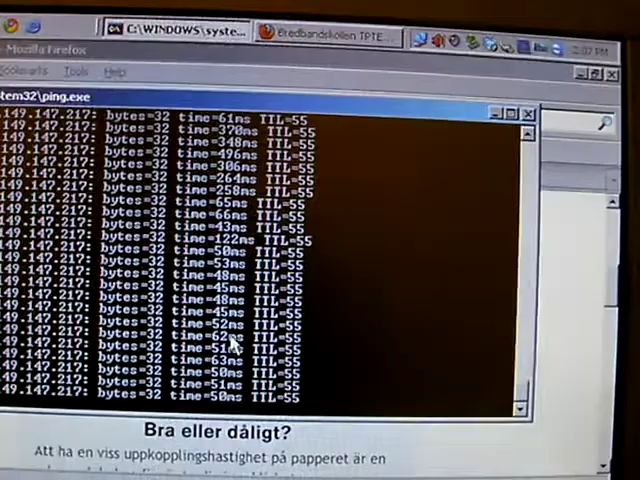 C:\WINDOWS\syste...
Bredbandskollen TPTE...
2:02 PM
Mozilla Firefox
Bookmarks Tools Help
tem32\ping.exe
149.147.217: bytes=32 time=61ms TTL=55
149.147.217: bytes=32 time=370ms TTL=55
149.147.217: bytes=32 time=348ms TTL=55
149.147.217: bytes=32 time=496ms TTL=55
149.147.217: bytes=32 time=306ms TTL=55
149.147.217: bytes=32 time=264ms TTL=55
149.147.217: bytes=32 time=258ms TTL=55
149.147.217: bytes=32 time=65ms TTL=55
149.147.217: bytes=32 time=66ms TTL=55
149.147.217: bytes=32 time=43ms TTL=55
149.147.217: bytes=32 time=122ms TTL=55
149.147.217: bytes=32 time=50ms TTL=55
149.147.217: bytes=32 time=53ms TTL=55
149.147.217: bytes=32 time=48ms TTL=55
149.147.217: bytes=32 time=45ms TTL=55
149.147.217: bytes=32 time=48ms TTL=55
149.147.217: bytes=32 time=45ms TTL=55
149.147.217: bytes=32 time=52ms TTL=55
149.147.217: bytes=32 time=62ms TTL=55
149.147.217: bytes=32 time=51ms TTL=55
149.147.217: bytes=32 time=63ms TTL=55
149.147.217: bytes=32 time=50ms TTL=55
149.147.217: bytes=32 time=51ms TTL=55
149.147.217: bytes=32 time=50ms TTL=55
Bra eller dåligt?
Att ha en viss uppkopplingshastighet på papperet är en